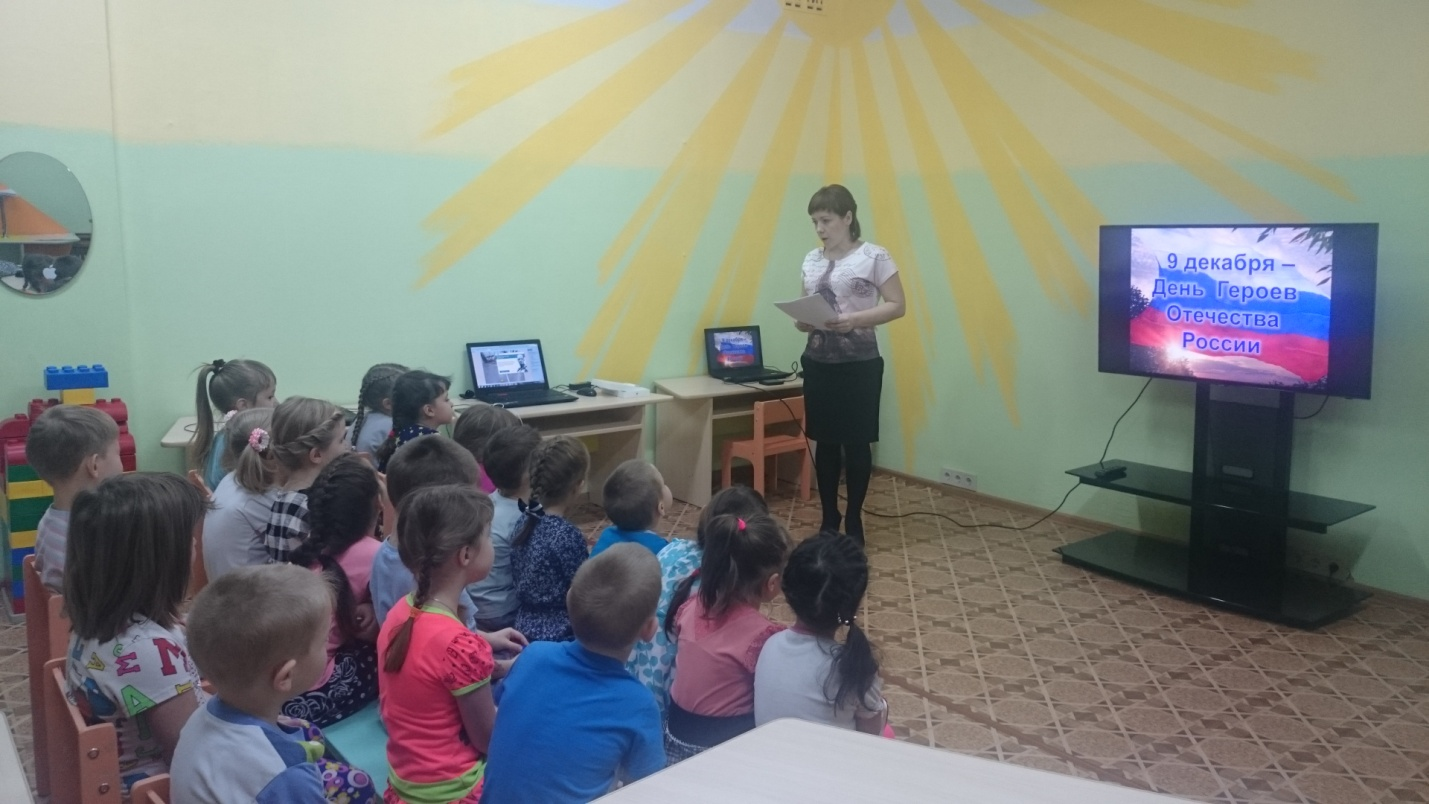 9 декабря –
День Героев
Отечества
России